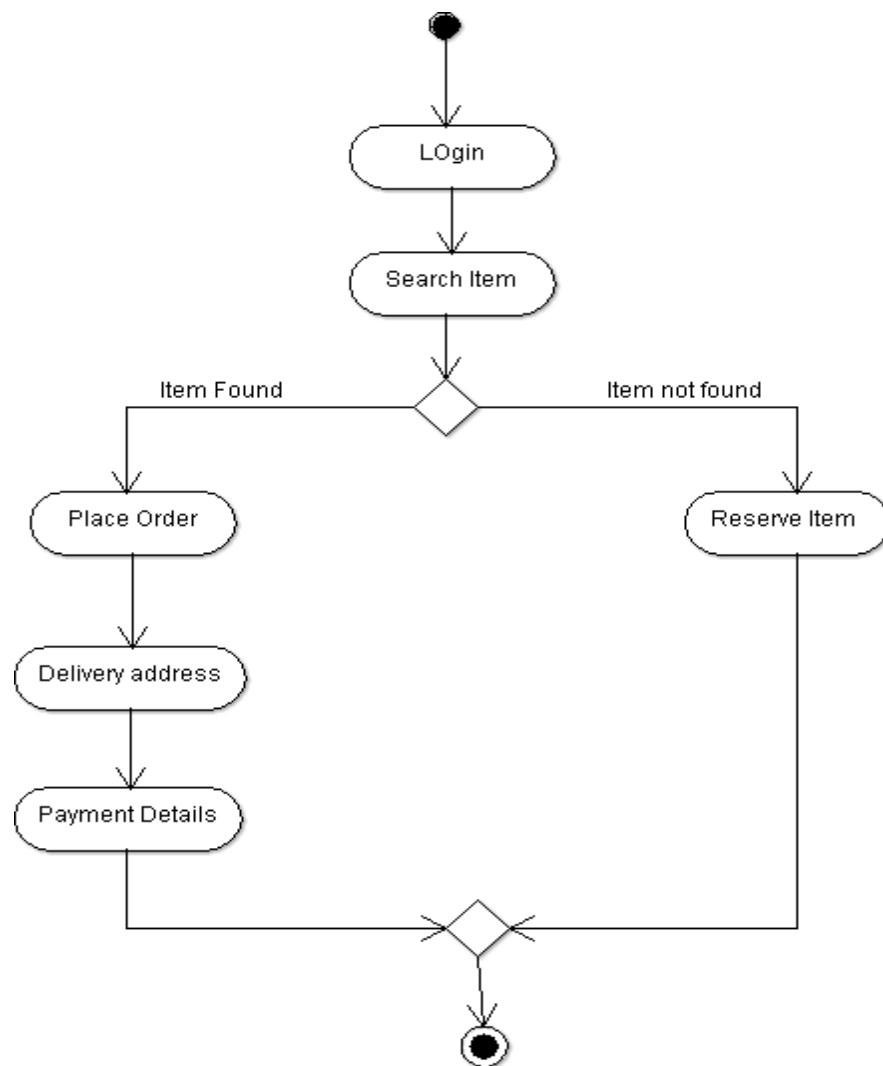 LOgin
Search Item
Item Found
Item not found
Place Order
Reserve Item
Delivery address
Payment Details